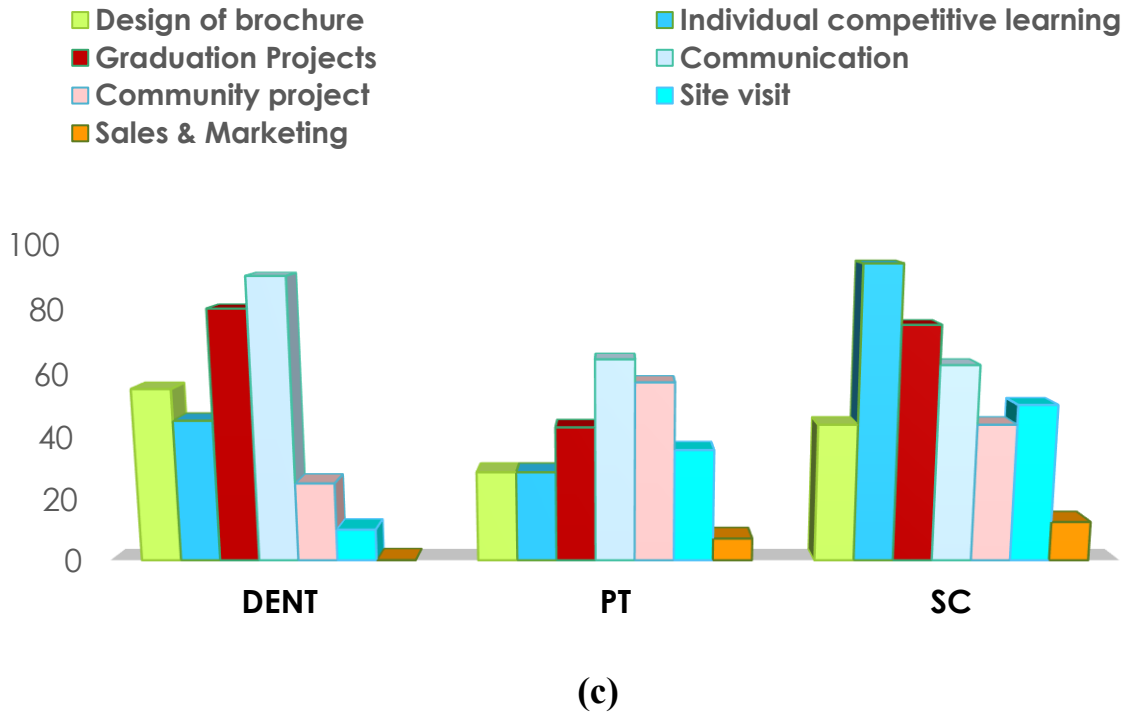 Design of brochure
Individual competitive learning
Graduation Projects
Communication
Community project
Site visit
Sales & Marketing
100
80
60
40
20
0
DENT
PT
SC
(c)